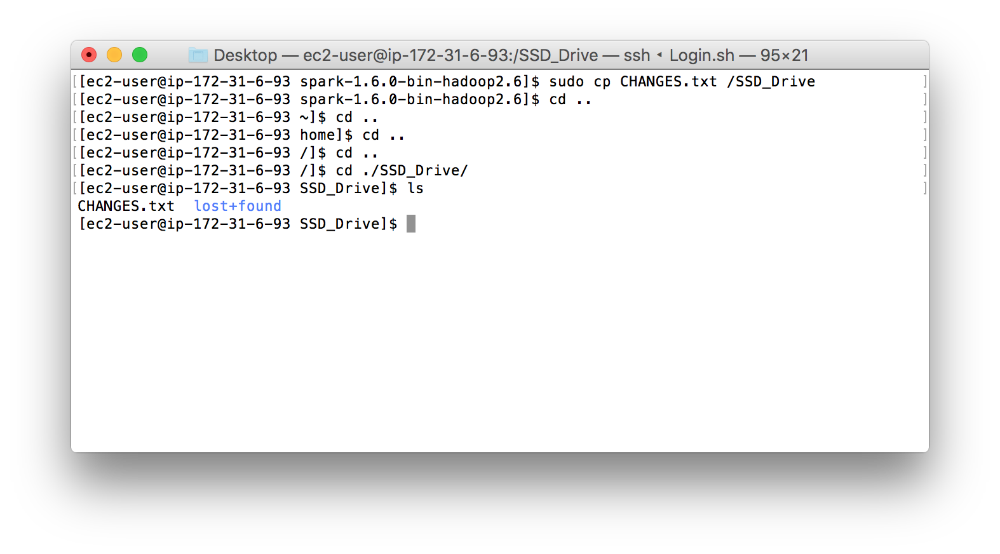 Desktop — ec2-user@ip-172-31-6-93:/SSD_Drive — ssh ◂ Login.sh — 95×21
[[ec2-user@ip-172-31-6-93 spark-1.6.0-bin-hadoop2.6]$ sudo cp CHANGES.txt /SSD_Drive ]
[[ec2-user@ip-172-31-6-93 spark-1.6.0-bin-hadoop2.6]$ cd .. ]
[[ec2-user@ip-172-31-6-93 ~]$ cd .. ]
[[ec2-user@ip-172-31-6-93 home]$ cd .. ]
[[ec2-user@ip-172-31-6-93 /]$ cd .. ]
[[ec2-user@ip-172-31-6-93 /]$ cd ./SSD_Drive/ ]
[[ec2-user@ip-172-31-6-93 SSD_Drive]$ ls ]
CHANGES.txt  lost+found
[ec2-user@ip-172-31-6-93 SSD_Drive]$